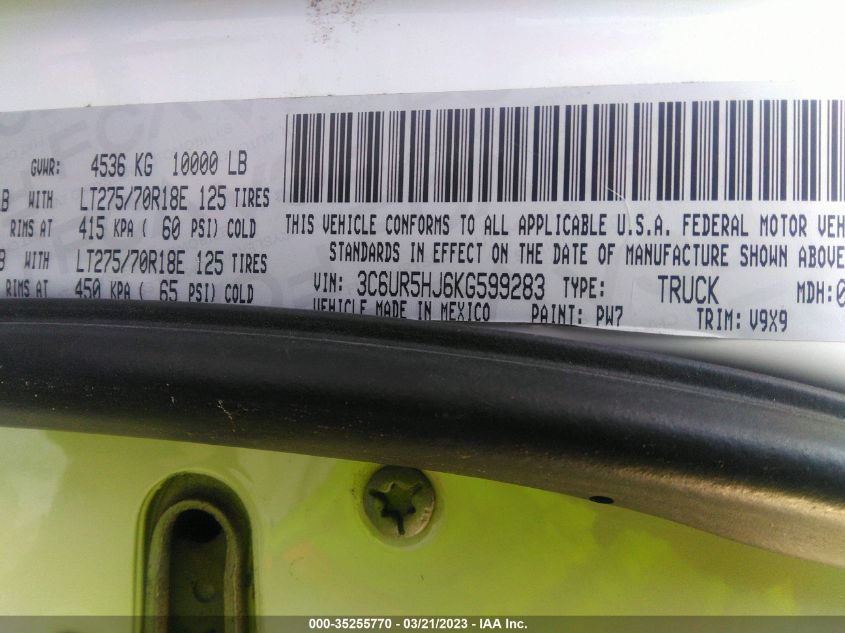 GVWR: 4536 KG 10000 LB
B WITH LT275/70R18E 125 TIRES
RIMS AT 415 KPA ( 60 PSI) COLD
B WITH LT275/70R18E 125 TIRES
RIMS AT 450 KPA ( 65 PSI) COLD
THIS VEHICLE CONFORMS TO ALL APPLICABLE U.S.A. FEDERAL MOTOR VEH
STANDARDS IN EFFECT ON THE DATE OF MANUFACTURE SHOWN ABOVE
VIN: 3C6UR5HJ6KG599283 TYPE: TRUCK MDH:0
VEHICLE MADE IN MEXICO PAINT: PW7 TRIM: V9X9
000-35255770 - 03/21/2023 - IAA Inc.